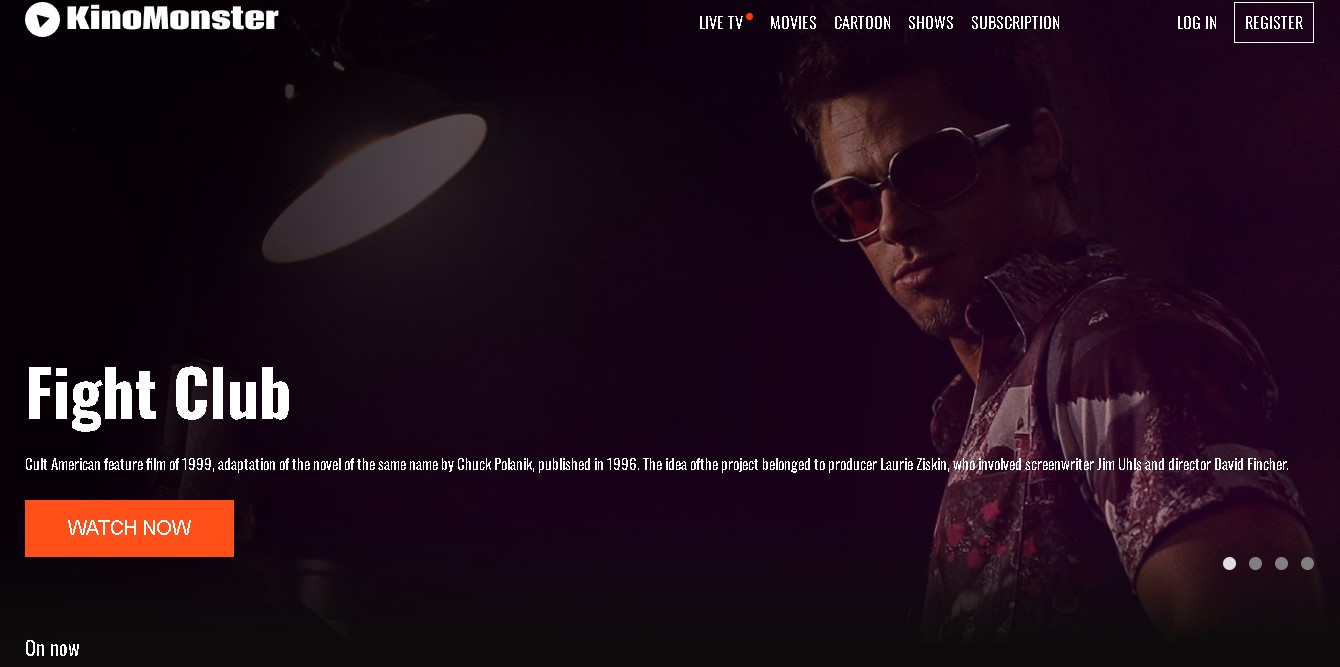 KinoMonster
LIVE TV MOVIES CARTOON SHOWS SUBSCRIPTION LOG IN REGISTER
Fight Club
Cult American feature film of 1999, adaptation of the novel of the same name by Chuck Polanik, published in 1996. The idea ofthe project belonged to producer Laurie Ziskin, who involved screenwriter Jim Uhls and director David Fincher.
WATCH NOW
On now